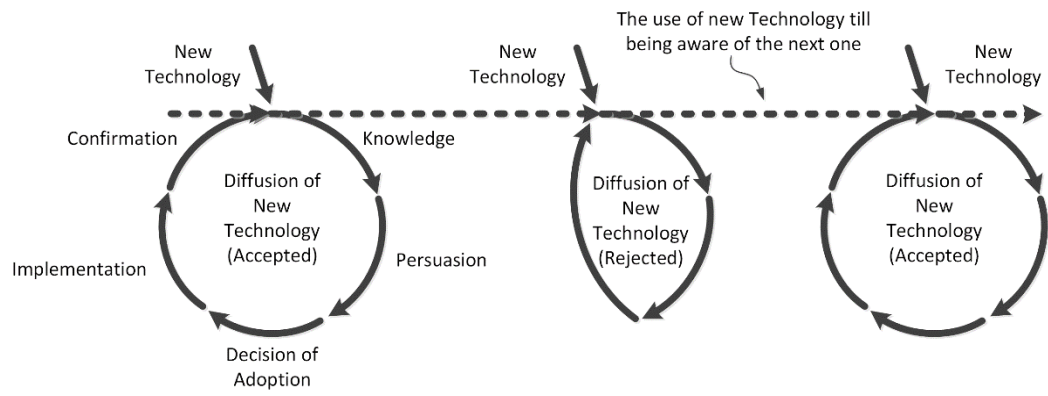 The use of new Technology till
being aware of the next one
New
Technology
New
Technology
New
Technology
Confirmation
Knowledge
Diffusion of
New
Technology
(Accepted)
Implementation
Persuasion
Decision of
Adoption
Diffusion of
New
Technology
(Rejected)
Diffusion of
New
Technology
(Accepted)